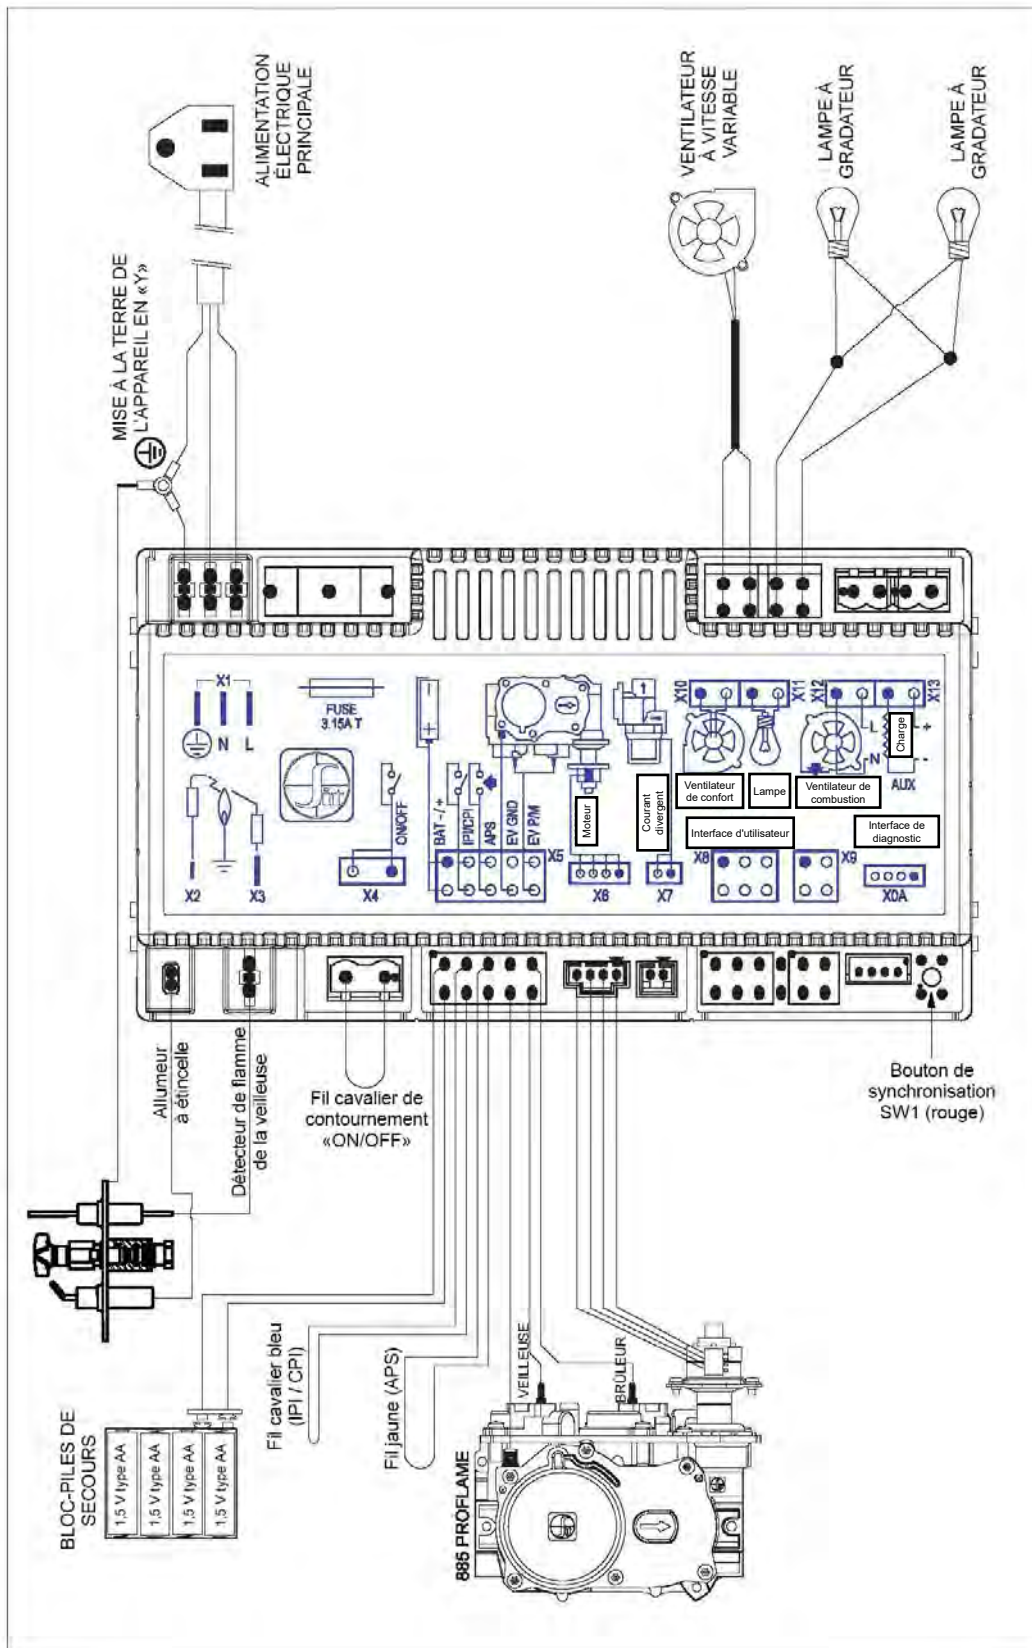 ALIMENTATION
ÉLECTRIQUE
PRINCIPALE
MISE À LA TERRE DE
L'APPAREIL EN «Y»
VENTILATEUR
À VITESSE
VARIABLE
LAMPE À
GRADATEUR
LAMPE À
GRADATEUR
X1
N
L
FUSE
3.15A T
X2
X3
ON/OFF
X4
BAT -/+
IPI/CPI
APS
EV GND
EV P/M
X5
Moteur
X6
1
Courant
divergent
X7
X10
Ventilateur
de confort
X11
Lampe
X12
L
N
Ventilateur de
combustion
X13
Charge
+
-
AUX
Interface d'utilisateur
X8
X9
Interface de
diagnostic
X0A
Allumeur
à étincelle
Détecteur de flamme
de la veilleuse
Fil cavalier de
contournement
«ON/OFF»
Bouton de
synchronisation
SW1 (rouge)
BLOC-PILES DE
SECOURS
1,5 V type AA
1,5 V type AA
1,5 V type AA
1,5 V type AA
Fil cavalier bleu
(IPI / CPI)
Fil jaune (APS)
VEILLEUSE
BRÛLEUR
885 PROFLAME